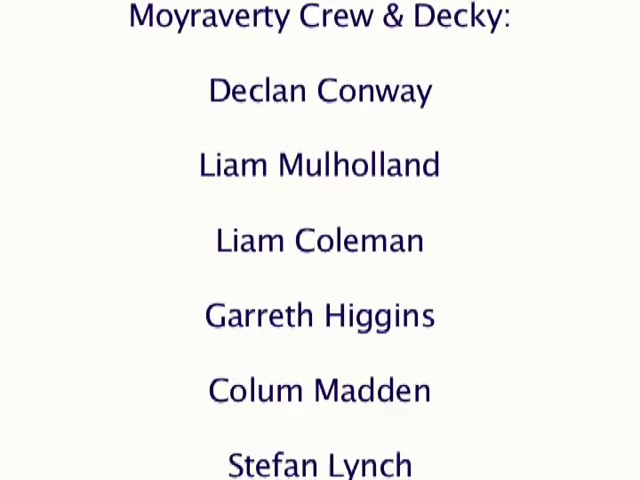 Moyraverty Crew & Decky:
Declan Conway
Liam Mulholland
Liam Coleman
Garreth Higgins
Colum Madden
Stefan Lynch